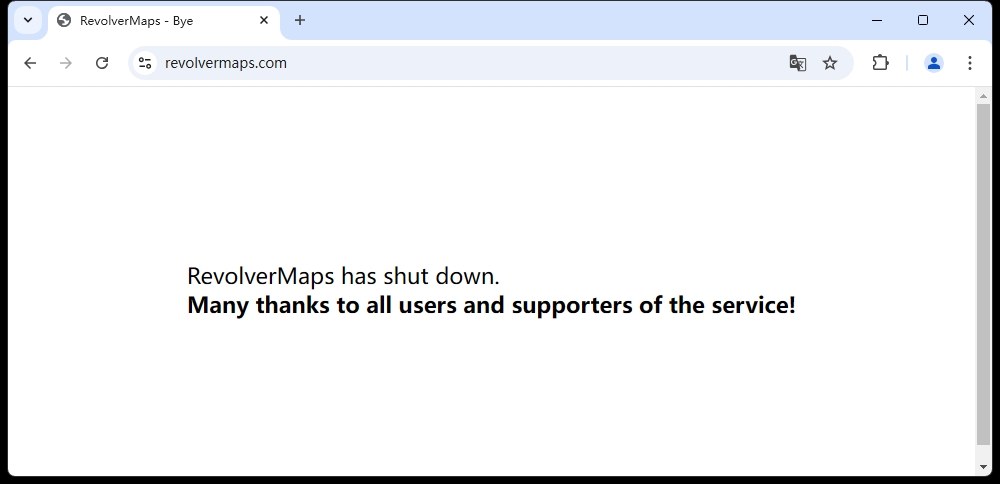 RevolverMaps - Bye
revolvermaps.com
RevolverMaps has shut down.
Many thanks to all users and supporters of the service!